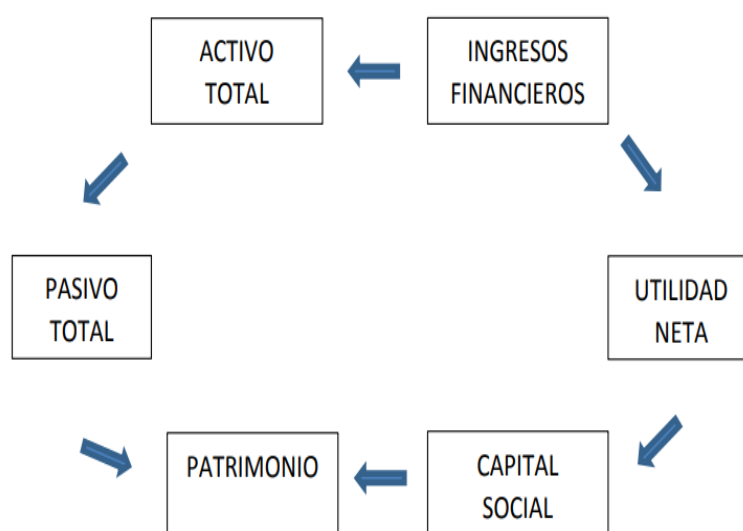 ACTIVO
TOTAL
INGRESOS
FINANCIEROS
PASIVO
TOTAL
UTILIDAD
NETA
PATRIMONIO
CAPITAL
SOCIAL